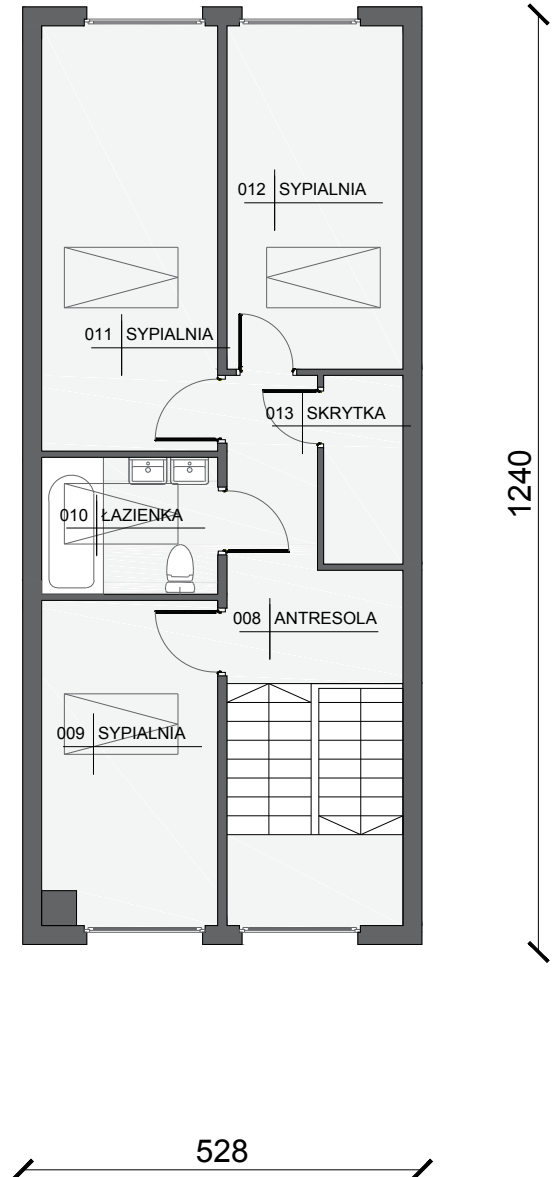 012 SYPIALNIA
011 SYPIALNIA
013 SKRYTKA
1240
010 ŁAZIENKA
008 ANTRESOLA
009 SYPIALNIA
528